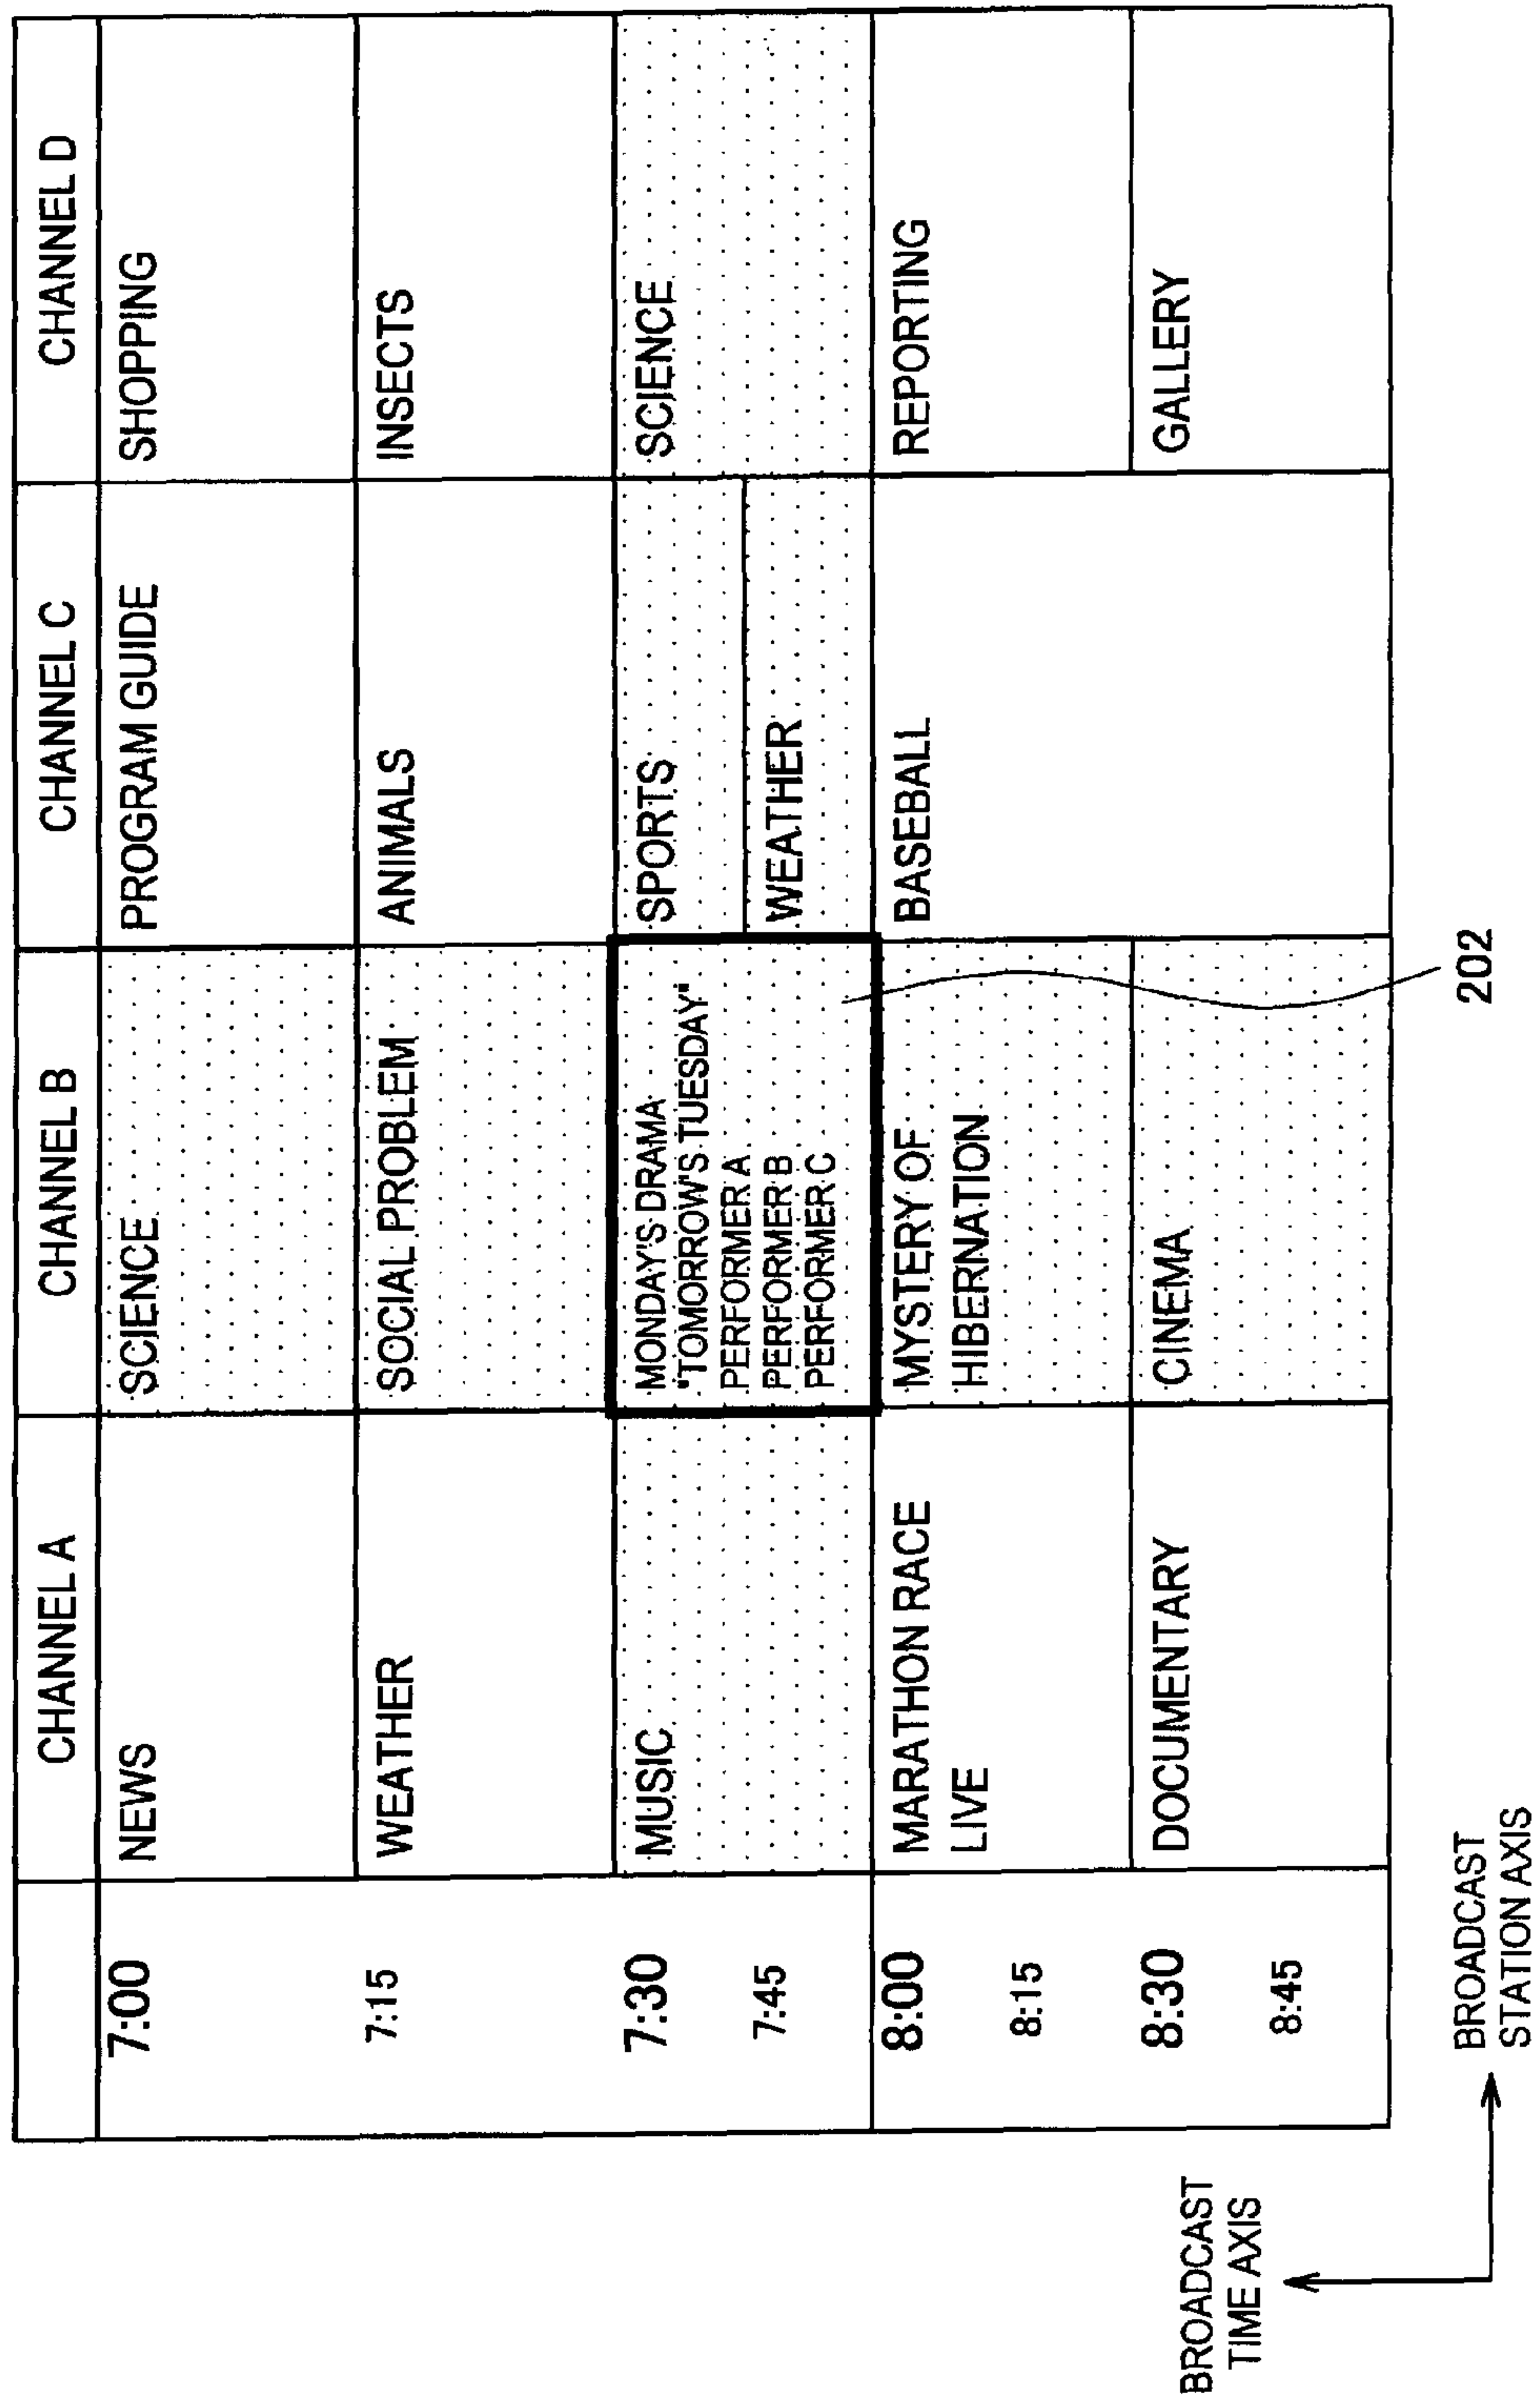 CHANNEL A
CHANNEL B
CHANNEL C
CHANNEL D
7:00
NEWS
SCIENCE
PROGRAM GUIDE
SHOPPING
7:15
WEATHER
SOCIAL PROBLEM
ANIMALS
INSECTS
7:30
MUSIC
MONDAY'S DRAMA
"TOMORROW'S TUESDAY"
PERFORMER A
PERFORMER B
PERFORMER C
SPORTS
SCIENCE
7:45
WEATHER
8:00
MARATHON RACE
LIVE
MYSTERY OF
HIBERNATION
BASEBALL
REPORTING
8:15
8:30
DOCUMENTARY
CINEMA
GALLERY
8:45
202
BROADCAST
TIME AXIS
BROADCAST
STATION AXIS